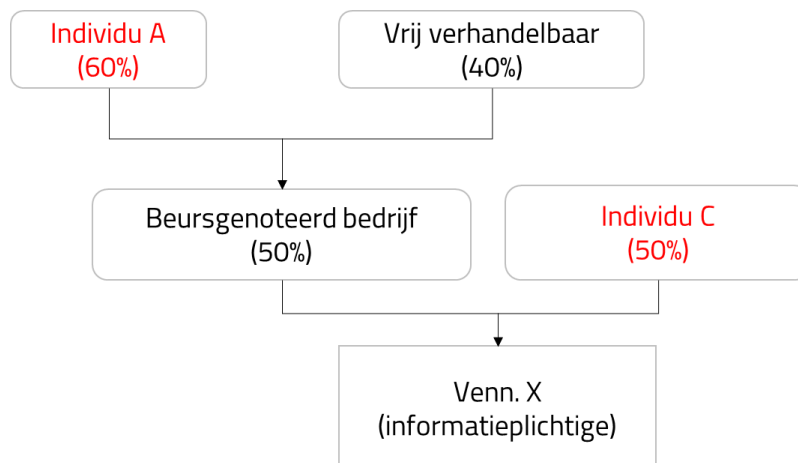 Individu A
(60%)
Vrij verhandelbaar
(40%)
Beursgenoteerd bedrijf
(50%)
Individu C
(50%)
Venn. X
(informatieplichtige)